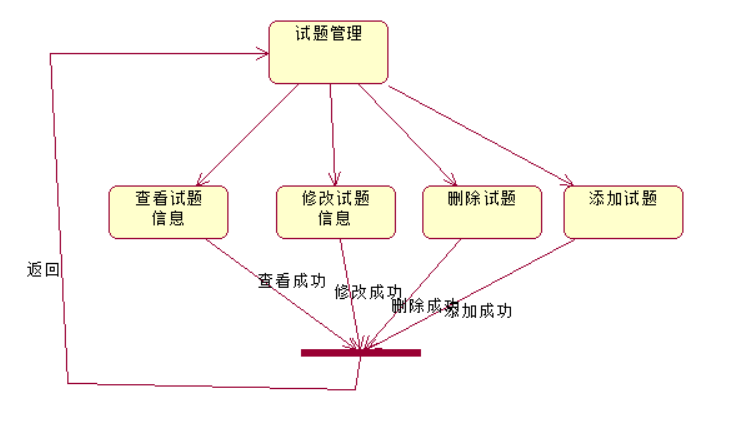 试题管理
查看试题
信息
修改试题
信息
删除试题
添加试题
返回
查看成功
修改成功
删除成功
添加成功